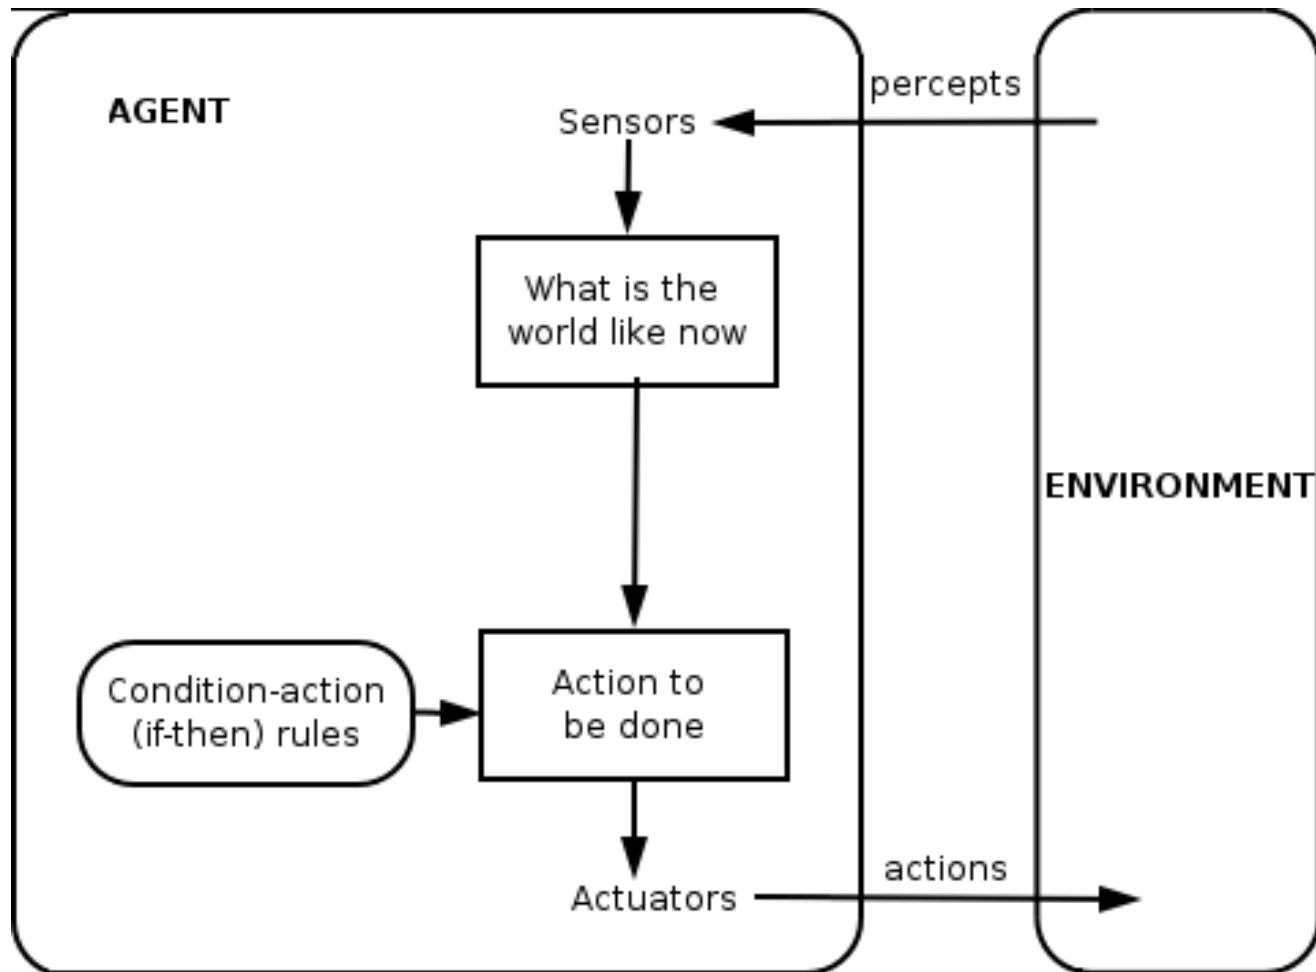 AGENT
percepts
Sensors
What is the
world like now
ENVIRONMENT
Condition-action
(if-then) rules
Action to
be done
actions
Actuators